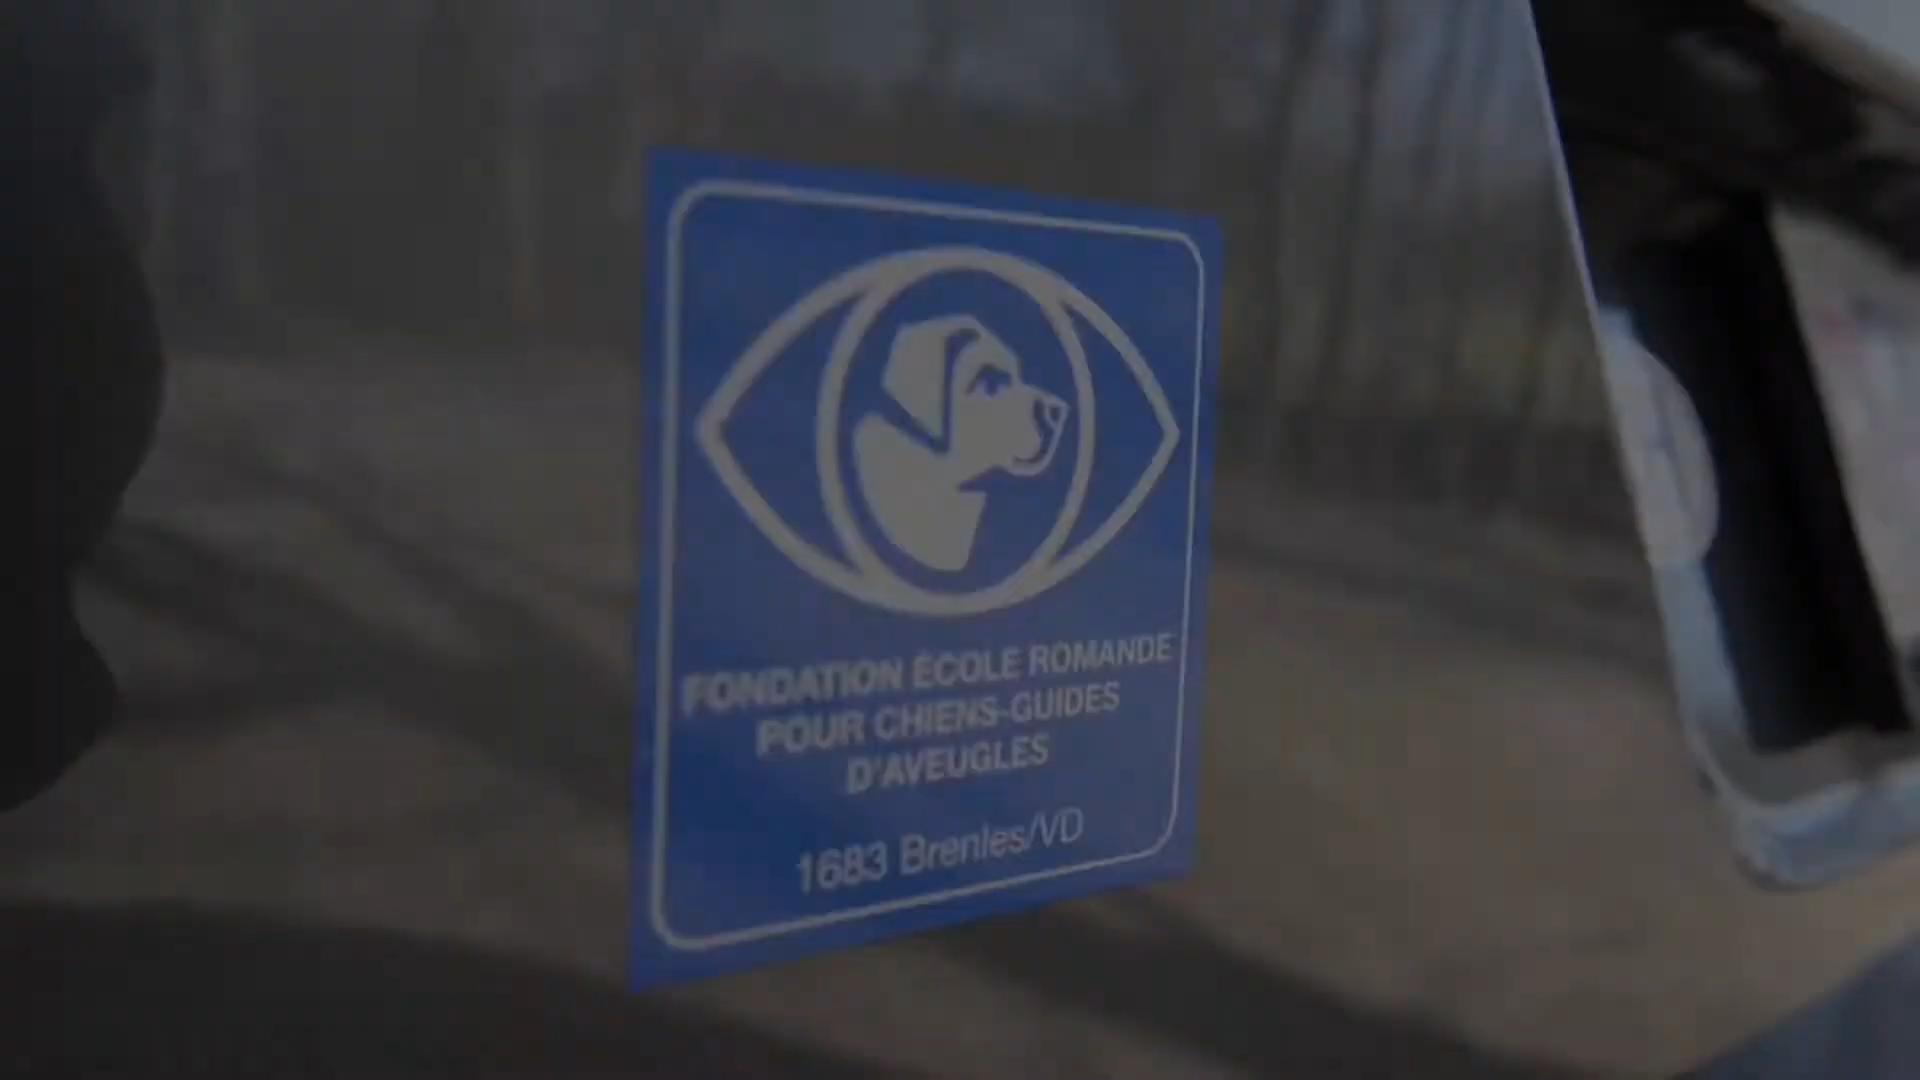 FONDATION ÉCOLE ROMANDE
POUR CHIENS-GUIDES
D'AVEUGLES
1683 Brenles/VD